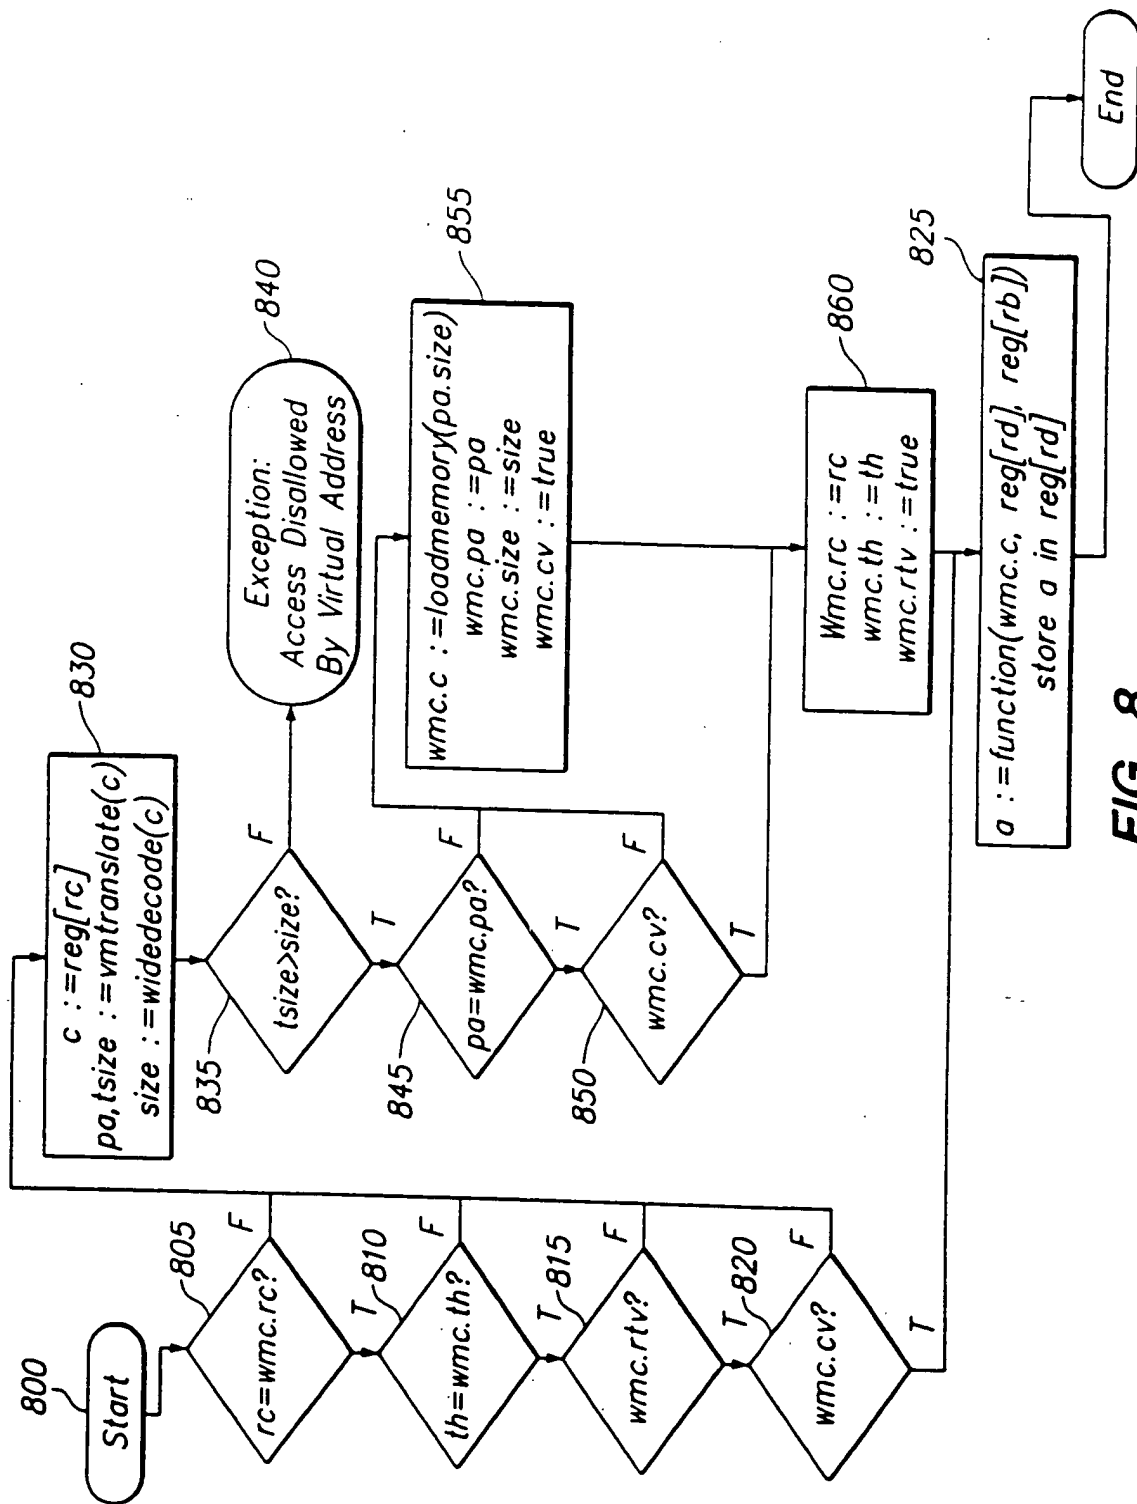 800
Start
805
rc=wmc.rc?
F
T
810
th=wmc.th?
F
T
815
wmc.rtv?
F
T
820
wmc.cv?
F
T
830
c :=reg[rc]
pa,tsize :=vmtranslate(c)
size :=widedecode(c)
835
tsize>size?
F
T
840
Exception:
Access Disallowed
By Virtual Address
845
pa=wmc.pa?
F
T
850
wmc.cv?
F
T
855
wmc.c :=loadmemory(pa.size)
wmc.pa :=pa
wmc.size :=size
wmc.cv :=true
860
Wmc.rc :=rc
wmc.th :=th
wmc.rtv :=true
825
a :=function(wmc.c, reg[rd], reg[rb])
store a in reg[rd]
End
FIG. 8